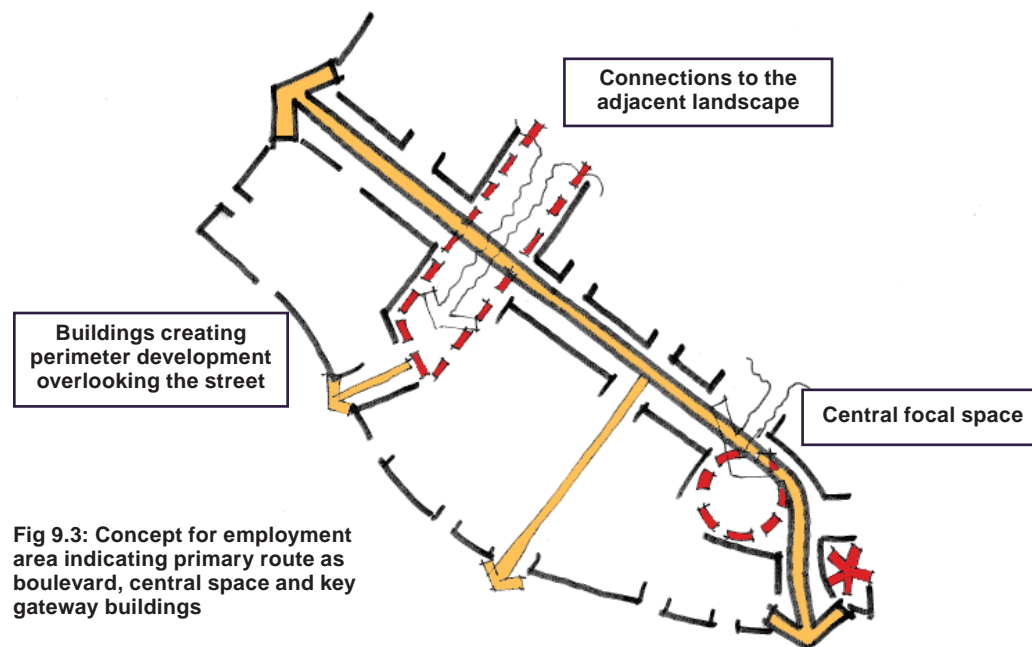 Connections to the
adjacent landscape
Buildings creating
perimeter development
overlooking the street
Central focal space
Fig 9.3: Concept for employment
area indicating primary route as
boulevard, central space and key
gateway buildings